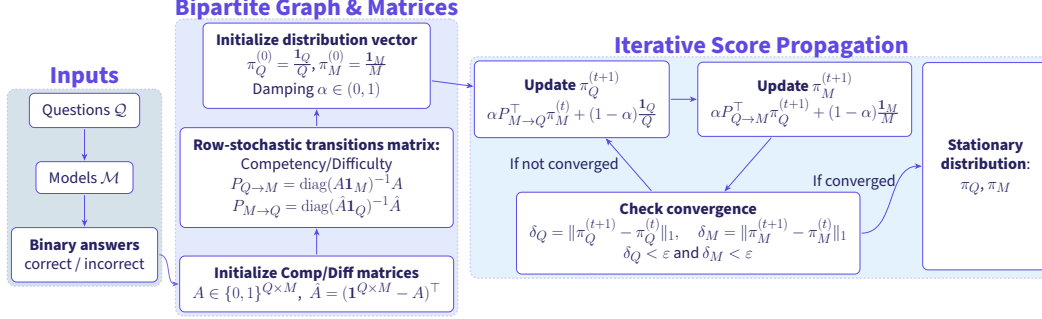 Inputs
Questions 𝒬
Models ℳ
Binary answers
correct / incorrect
Bipartite Graph & Matrices
Initialize distribution vector
π_Q^{(0)} = \frac{𝟏_Q}{Q}, π_M^{(0)} = \frac{𝟏_M}{M}
Damping α ∈ (0, 1)
Row-stochastic transitions matrix:
Competency/Difficulty
P_{Q→M} = diag(A𝟏_M)^{−1}A
P_{M→Q} = diag(Â𝟏_Q)^{−1}Â
Initialize Comp/Diff matrices
A ∈ {0, 1}^{Q×M}, Â = (𝟏^{Q×M} − A)^⊤
Iterative Score Propagation
Update π_Q^{(t+1)}
αP_{M→Q}^⊤π_M^{(t)} + (1 − α)\frac{𝟏_Q}{Q}
Update π_M^{(t+1)}
αP_{Q→M}^⊤π_Q^{(t+1)} + (1 − α)\frac{𝟏_M}{M}
If not converged
If converged
Check convergence
δ_Q = ∥π_Q^{(t+1)} − π_Q^{(t)}∥_1, δ_M = ∥π_M^{(t+1)} − π_M^{(t)}∥_1
δ_Q < ε and δ_M < ε
Stationary
distribution:
π_Q, π_M